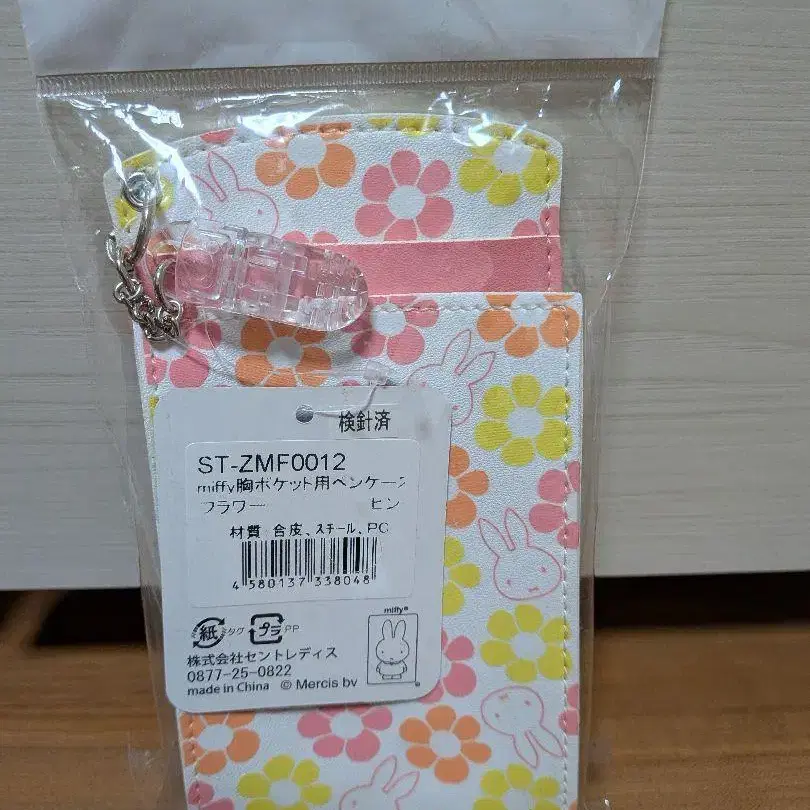 検針済
ST-ZMF0012
miffy胸ポケット用ペンケース
フラワー ピン
材質 合皮、スチール、PC
4 580137 338048
紙 タグ プラ PP
miffy®
株式会社セントレディス
0877-25-0822
made in China © Mercis bv